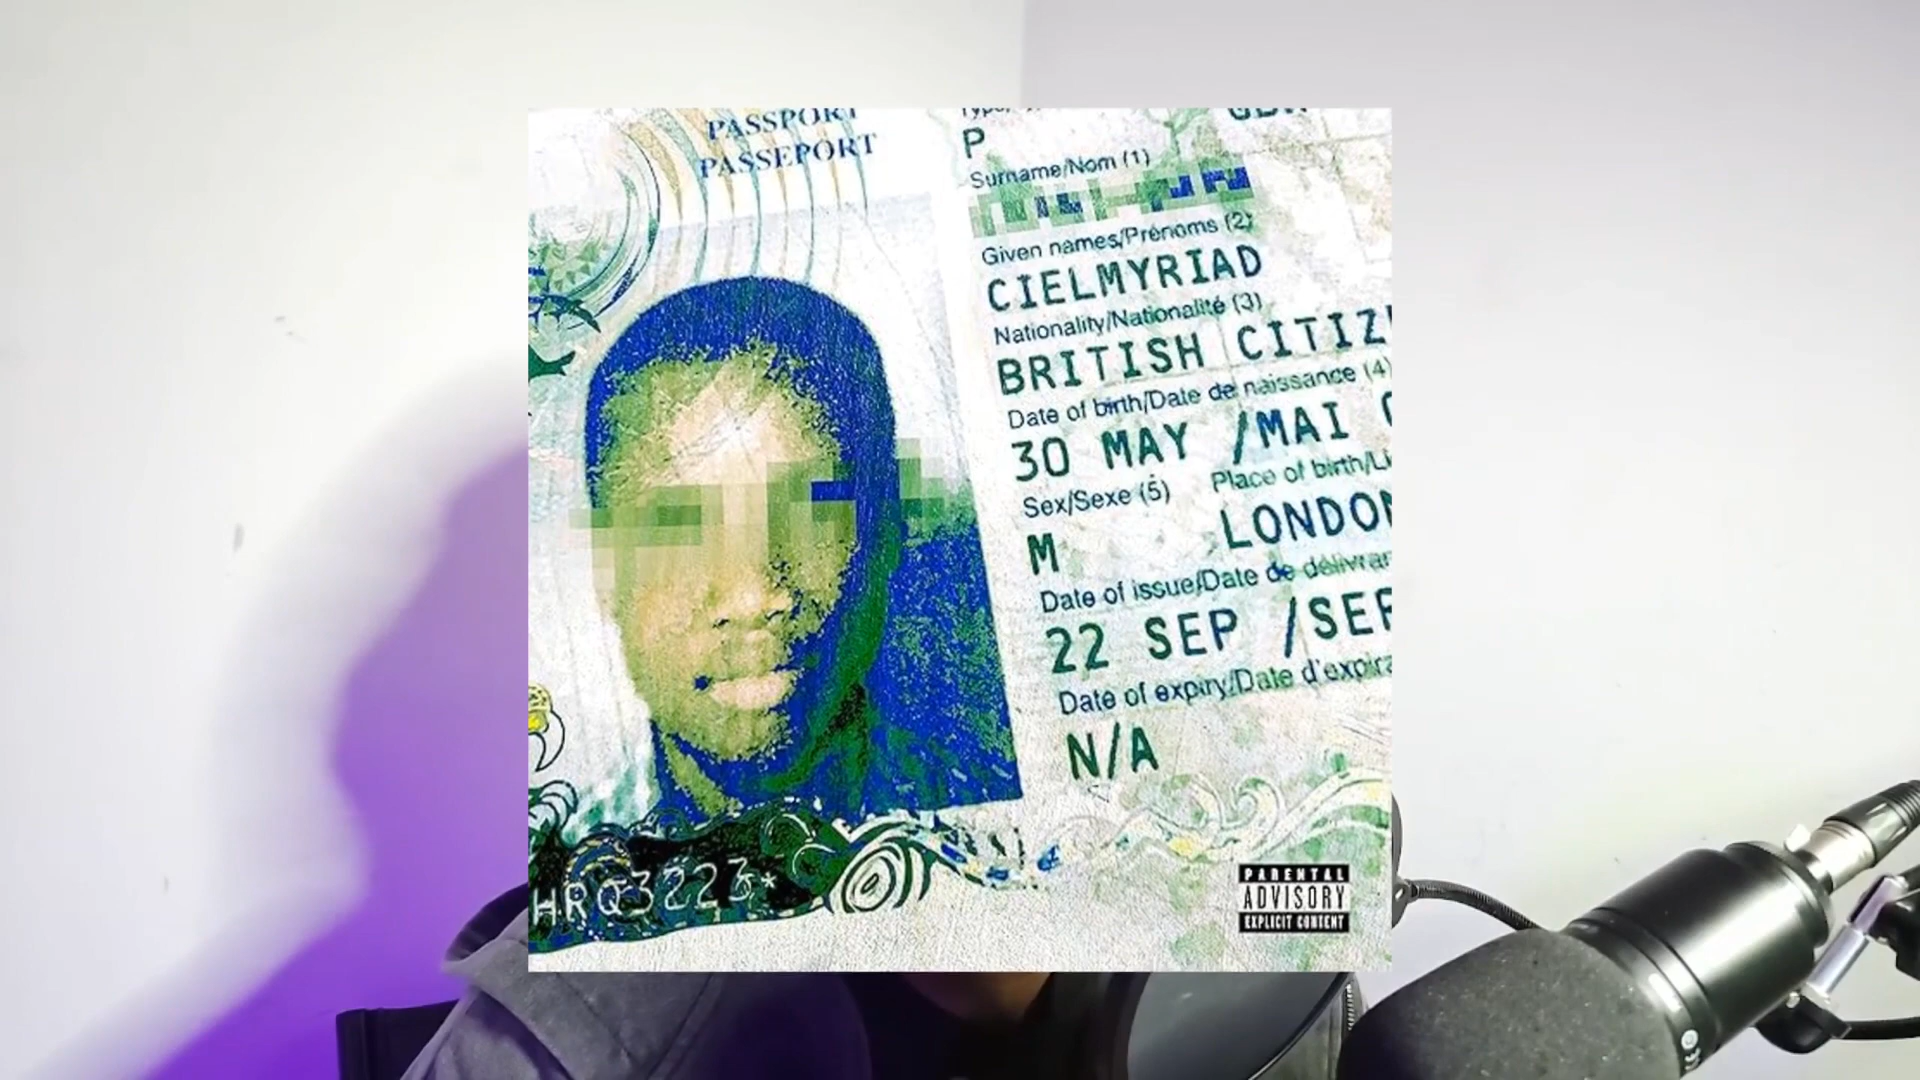 PASSPORT
PASSEPORT
P
Surname/Nom (1)
Given names/Prénoms (2)
CIELMYRIAD
Nationality/Nationalité (3)
BRITISH CITIZ
Date of birth/Date de naissance (4)
30 MAY /MAI
Sex/Sexe (5)
Place of birth/Li
M
LONDON
Date of issue/Date de délivran
22 SEP /SEP
Date of expiry/Date d'expira
N/A
HRQ3223*
PARENTAL
ADVISORY
EXPLICIT CONTENT